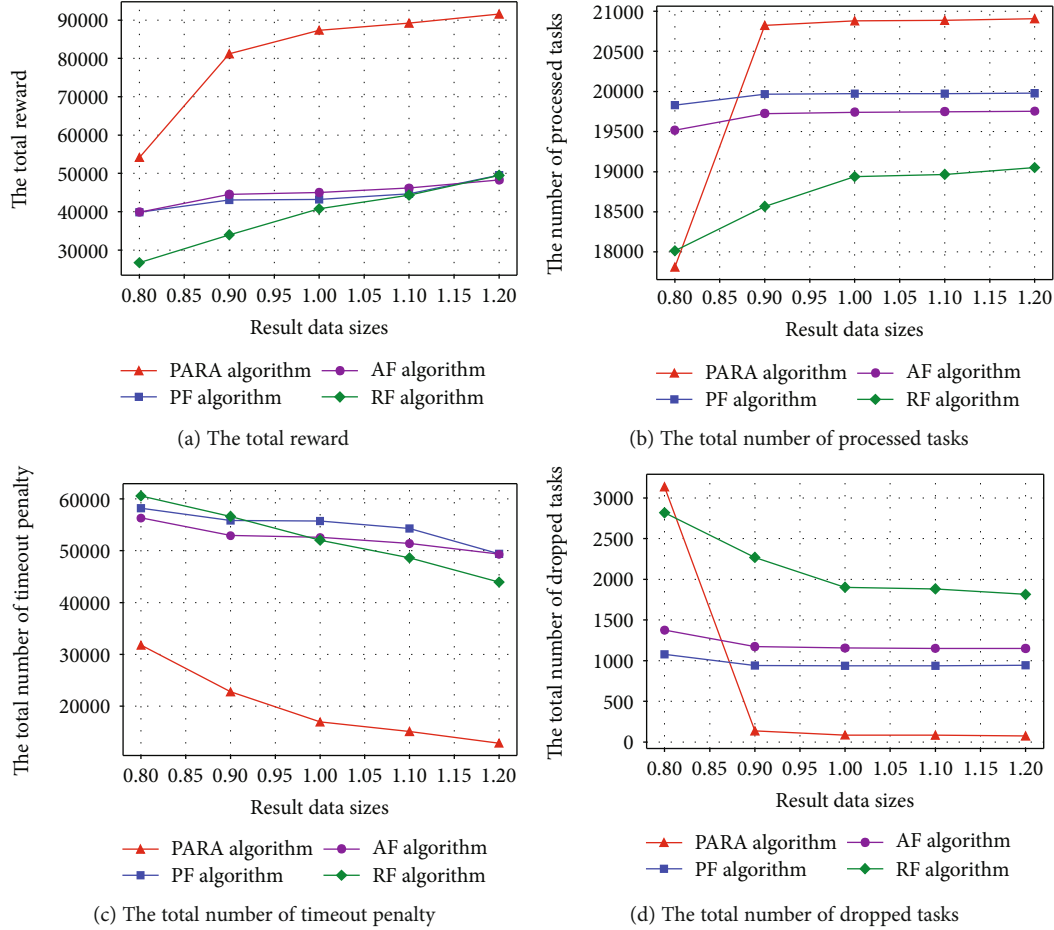 The total reward
90000
80000
70000
60000
50000
40000
30000
0.80 0.85 0.90 0.95 1.00 1.05 1.10 1.15 1.20
Result data sizes
PARA algorithm AF algorithm
PF algorithm RF algorithm
(a) The total reward
The number of processed tasks
21000
20500
20000
19500
19000
18500
18000
0.80 0.85 0.90 0.95 1.00 1.05 1.10 1.15 1.20
Result data sizes
PARA algorithm AF algorithm
PF algorithm RF algorithm
(b) The total number of processed tasks
The total number of timeout penalty
60000
50000
40000
30000
20000
0.80 0.85 0.90 0.95 1.00 1.05 1.10 1.15 1.20
Result data sizes
PARA algorithm AF algorithm
PF algorithm RF algorithm
(c) The total number of timeout penalty
The total number of dropped tasks
3000
2500
2000
1500
1000
500
0
0.80 0.85 0.90 0.95 1.00 1.05 1.10 1.15 1.20
Result data sizes
PARA algorithm AF algorithm
PF algorithm RF algorithm
(d) The total number of dropped tasks